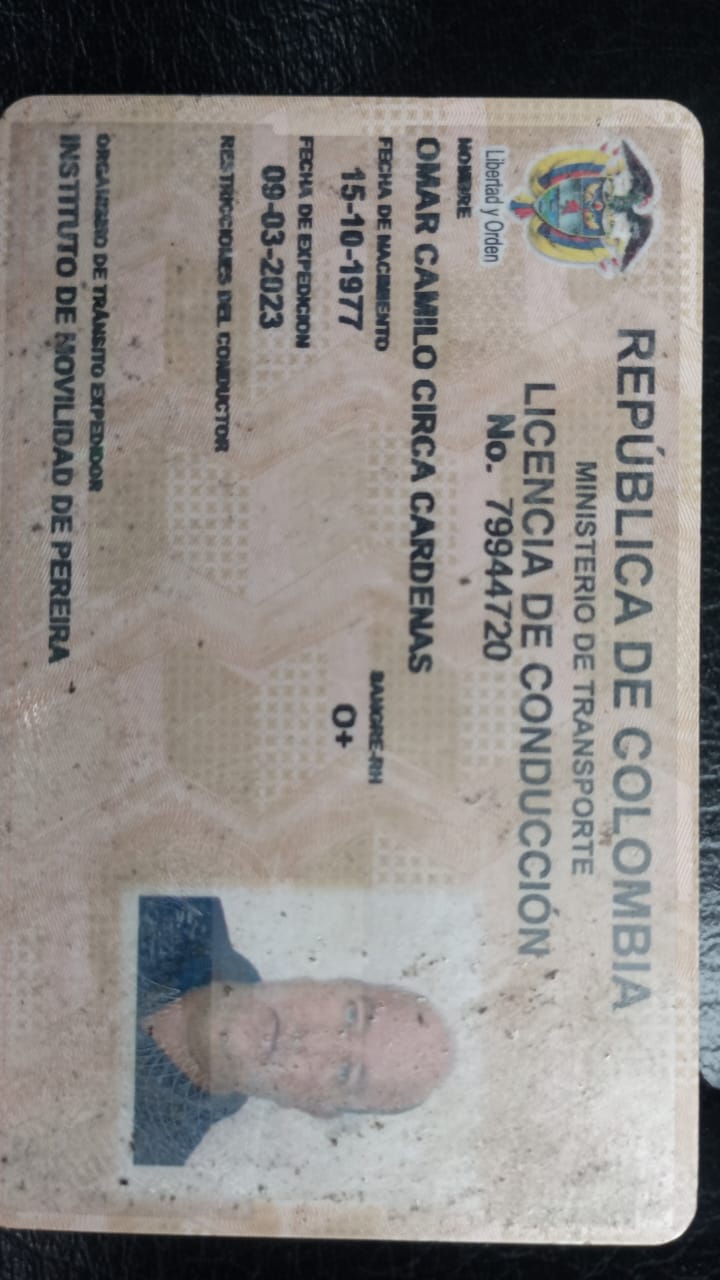 REPÚBLICA DE COLOMBIA
MINISTERIO DE TRANSPORTE
LICENCIA DE CONDUCCIÓN
No. 79944720
Libertad y Orden
NOMBRE
OMAR CAMILO CIRCA CARDENAS
FECHA DE NACIMIENTO
15-10-1977
SANGRE-RH
O+
FECHA DE EXPEDICION
09-03-2023
RESTRICCIONES DEL CONDUCTOR
ORGANISMO DE TRÁNSITO EXPEDIDOR
INSTITUTO DE MOVILIDAD DE PEREIRA